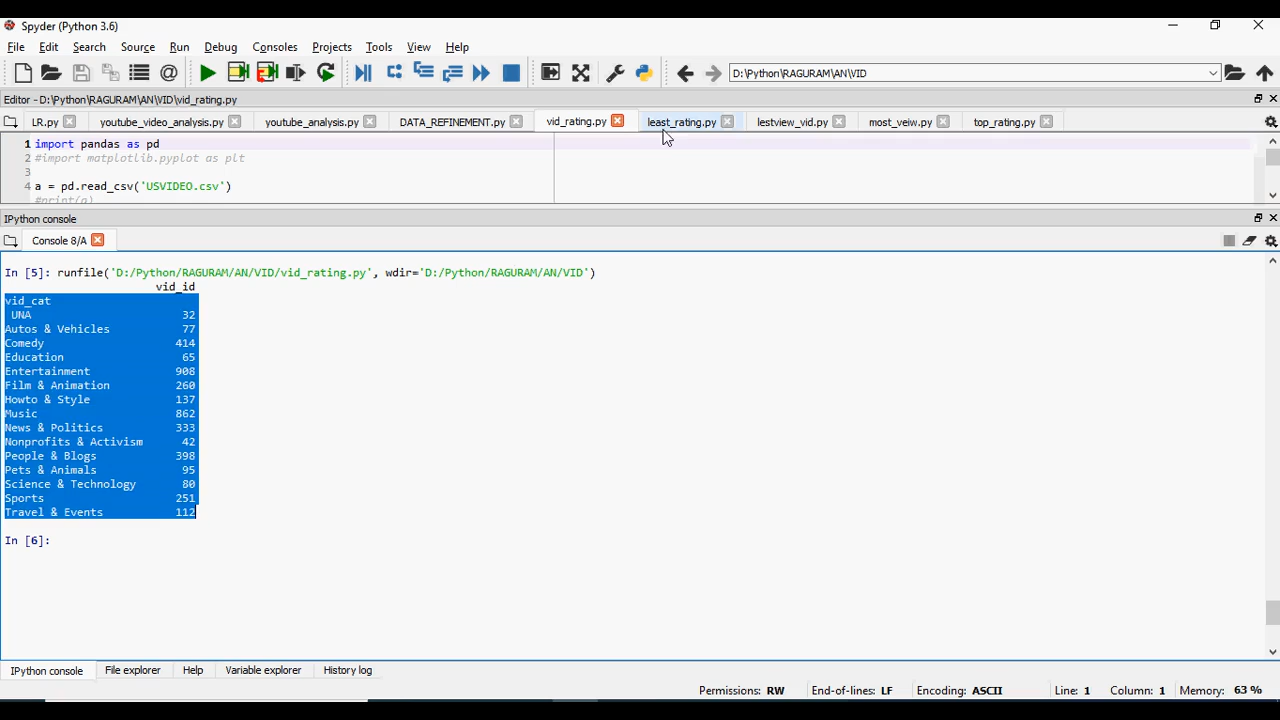 Spyder (Python 3.6)
File Edit Search Source Run Debug Consoles Projects Tools View Help
D:\Python\RAGURAM\AN\VID
Editor - D:\Python\RAGURAM\AN\VID\vid_rating.py
LR.py youtube_video_analysis.py youtube_analysis.py DATA_REFINEMENT.py vid_rating.py least_rating.py lestview_vid.py most_veiw.py top_rating.py
1 import pandas as pd
2 #import matplotlib.pyplot as plt
3
4 a = pd.read_csv('USVIDEO.csv')
#print(a)
IPython console
Console 8/A
In [5]: runfile('D:/Python/RAGURAM/AN/VID/vid_rating.py', wdir='D:/Python/RAGURAM/AN/VID')
vid_id
vid_cat
UNA 32
Autos & Vehicles 77
Comedy 414
Education 65
Entertainment 908
Film & Animation 260
Howto & Style 137
Music 862
News & Politics 333
Nonprofits & Activism 42
People & Blogs 398
Pets & Animals 95
Science & Technology 80
Sports 251
Travel & Events 112
In [6]:
IPython console File explorer Help Variable explorer History log
Permissions: RW End-of-lines: LF Encoding: ASCII Line: 1 Column: 1 Memory: 63 %